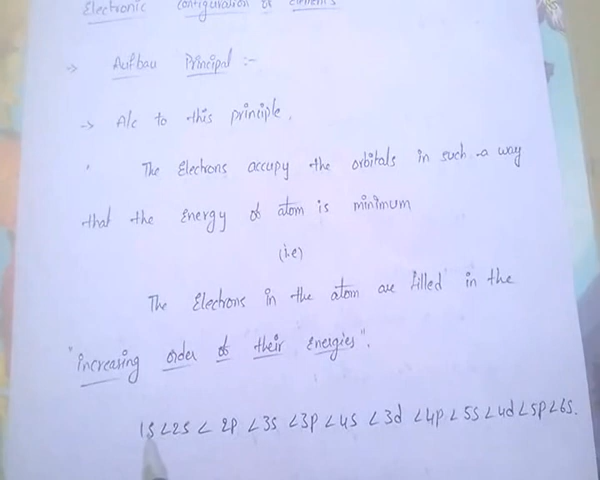 Electronic Configuration of Elements
→ Aufbau Principal :-
→ A/c to this principle,
The Electrons occupy the orbitals in such a way
that the Energy of atom is minimum
(i.e)
The Electrons in the atom are filled in the
"increasing order of their Energies".
1s < 2s < 2p < 3s < 3p < 4s < 3d < 4p < 5s < 4d < 5p < 6s.